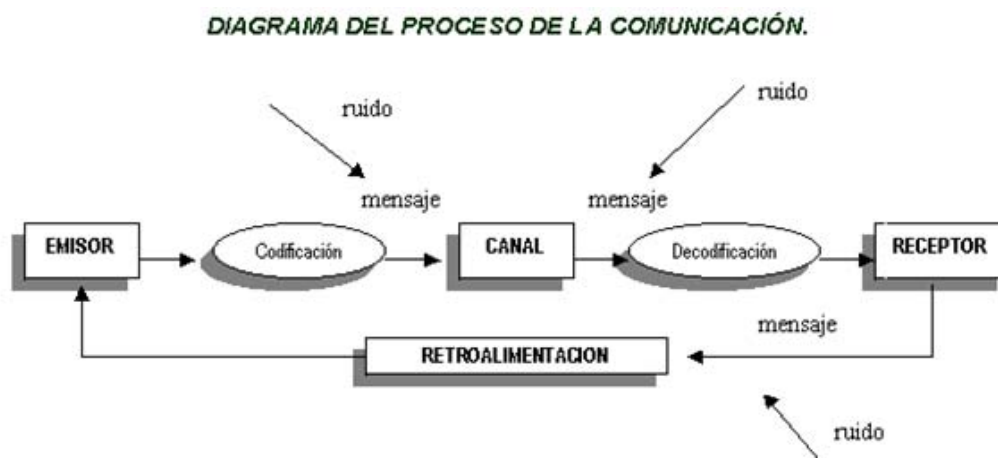 DIAGRAMA DEL PROCESO DE LA COMUNICACIÓN.
ruido
ruido
mensaje
mensaje
EMISOR
Codificación
CANAL
Decodificación
RECEPTOR
mensaje
RETROALIMENTACION
ruido